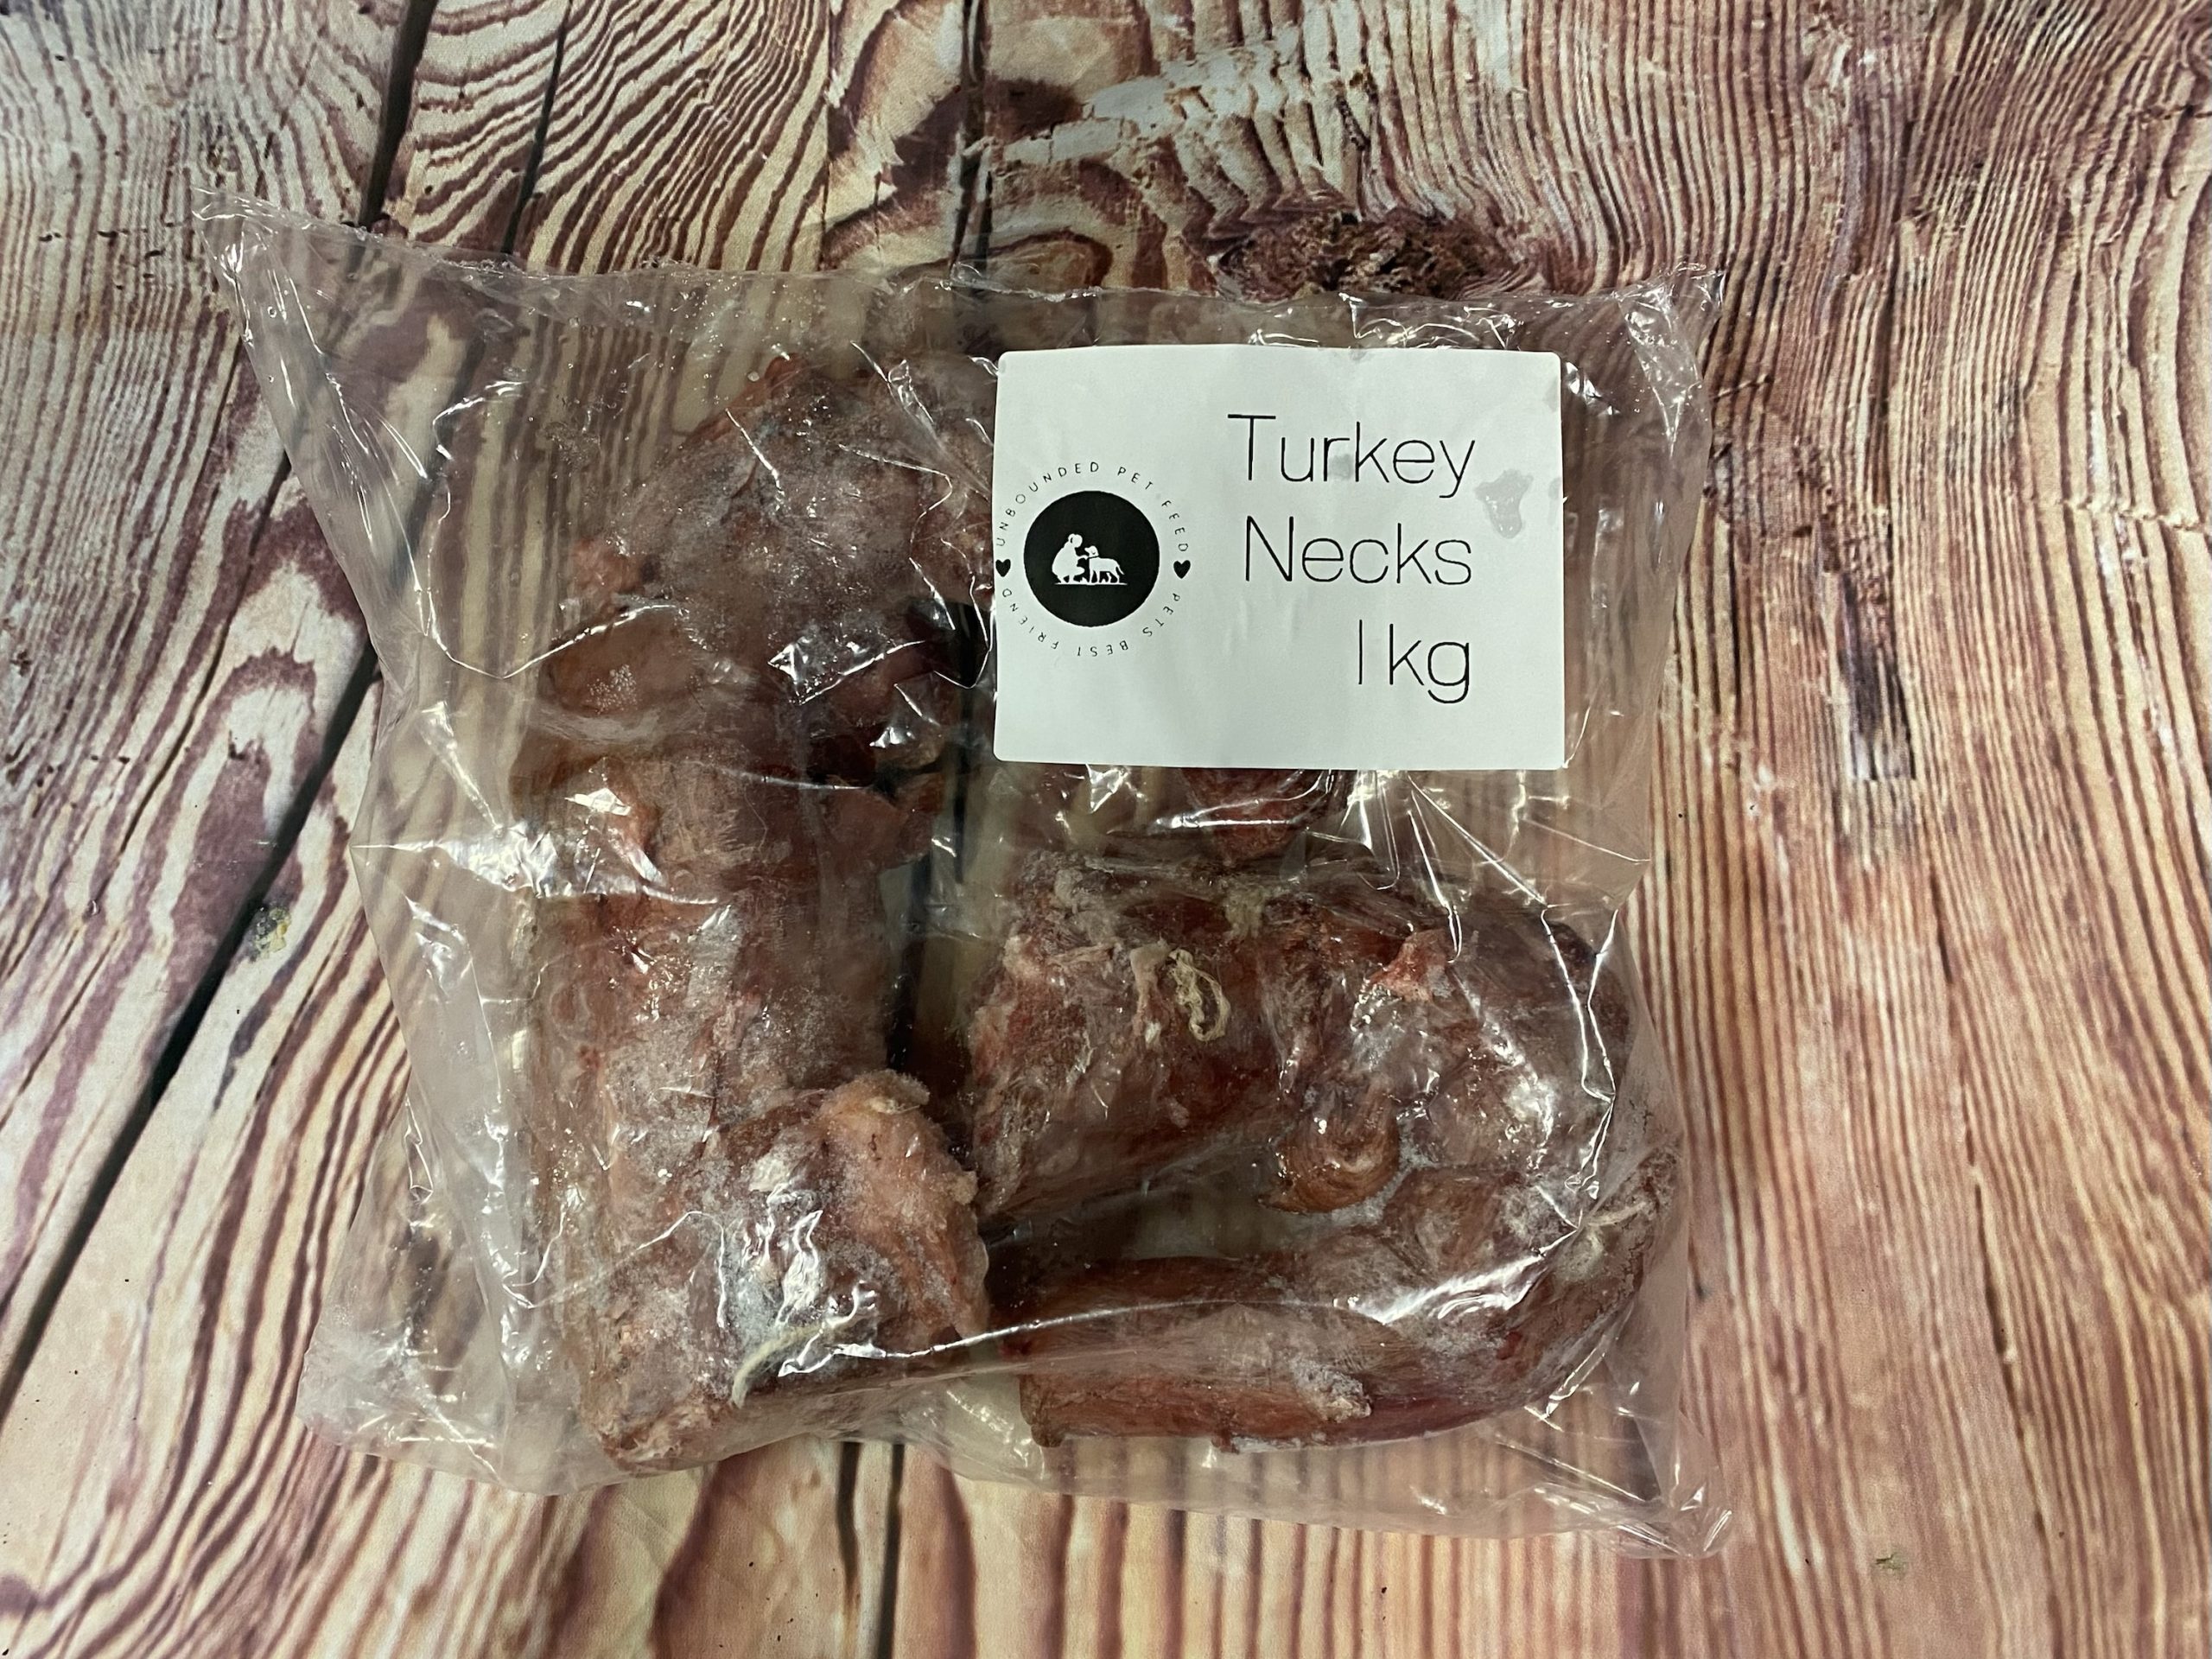 UNBOUNDED PET FEED
PETS BEST FRIEND
Turkey
Necks
1kg